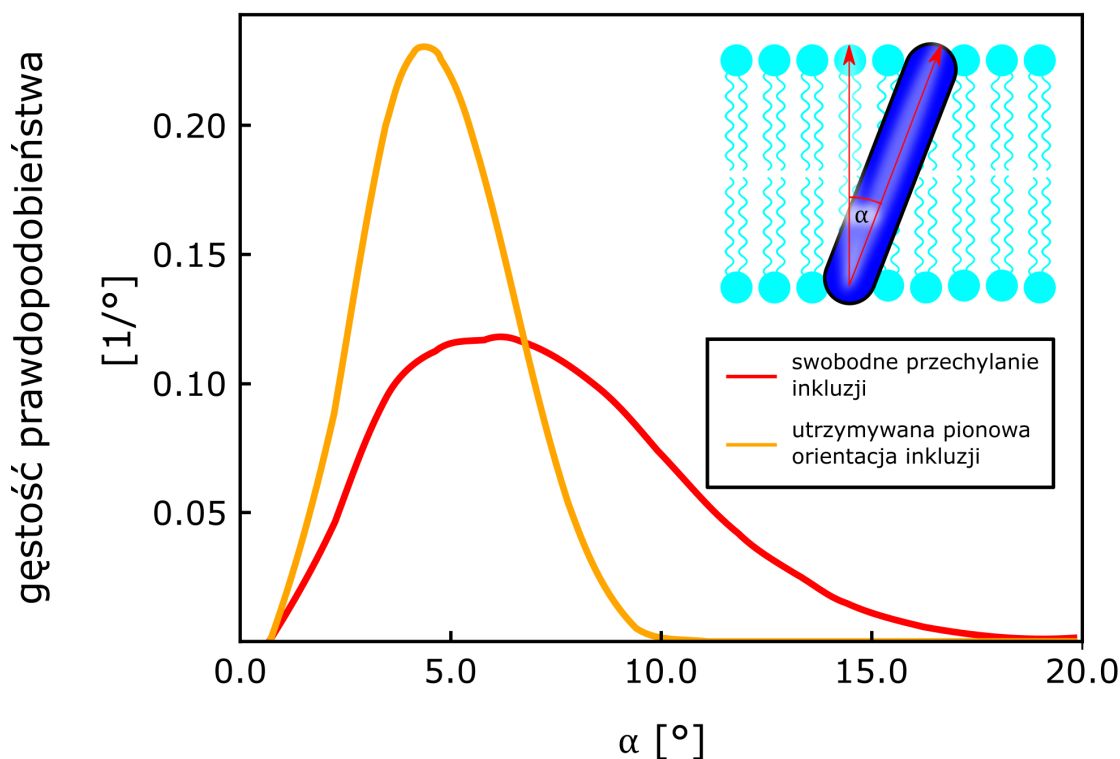 gęstość prawdopodobieństwa
[1/°]
0.20
0.15
0.10
0.05
0.0
5.0
10.0
15.0
20.0
α [°]
α
swobodne przechylanie
inkluzji
utrzymywana pionowa
orientacja inkluzji